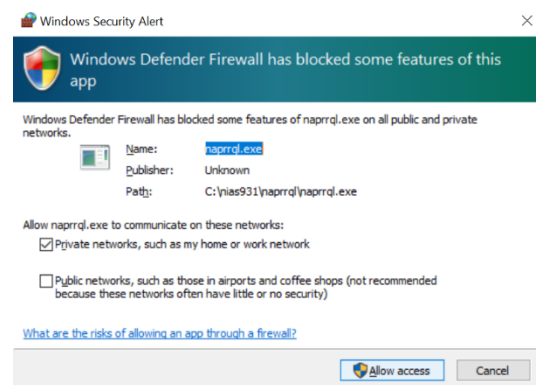 Windows Security Alert
Windows Defender Firewall has blocked some features of this
app
Windows Defender Firewall has blocked some features of naprrql.exe on all public and private
networks.
Name: naprrql.exe
Publisher: Unknown
Path: C:\nias931\naprrql\naprrql.exe
Allow naprrql.exe to communicate on these networks:
Private networks, such as my home or work network
Public networks, such as those in airports and coffee shops (not recommended
because these networks often have little or no security)
What are the risks of allowing an app through a firewall?
Allow access
Cancel